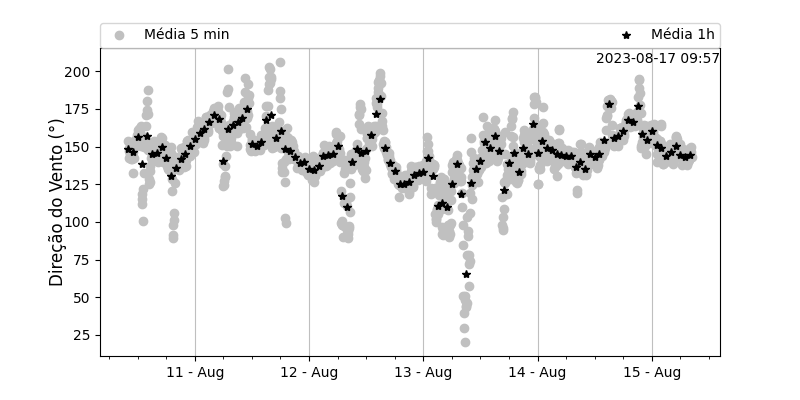 Média 5 min
Média 1h
2023-08-17 09:57
Direção do Vento (°)
200
175
150
125
100
75
50
25
11 - Aug
12 - Aug
13 - Aug
14 - Aug
15 - Aug